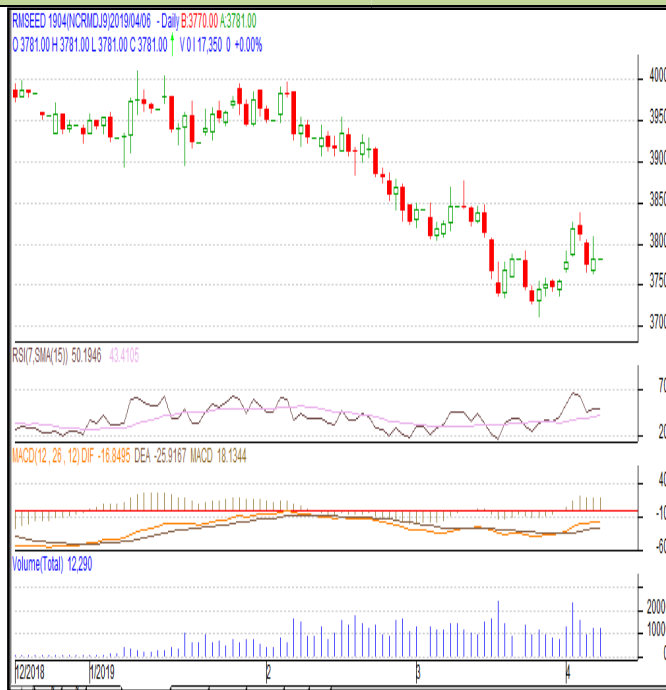 RMSEED 1904(NCRMDJ9)2019/04/06 - Daily B:3770.00 A:3781.00
O 3781.00 H 3781.00 L 3781.00 C 3781.00 ↑ V 0 I 17,350 0 +0.00%
4000
3950
3900
3850
3800
3750
3700
RSI(7,SMA(15)) 50.1946 43.4105
70
20
MACD(12 , 26 , 12) DIF -16.8495 DEA -25.9167 MACD 18.1344
40
-10
-60
Volume(Total) 12,290
2000
1000
0
12/2018 1/2019 2 3 4